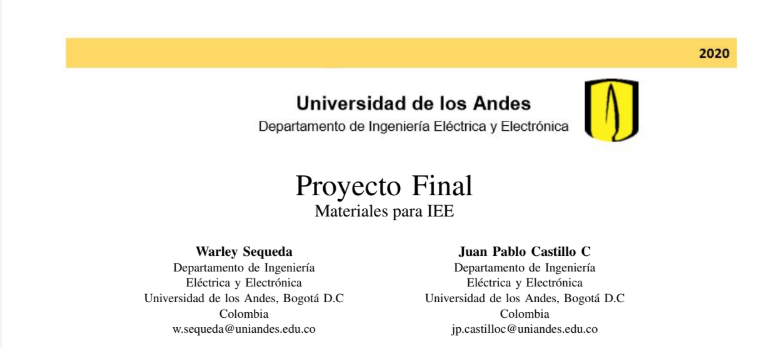 2020
Universidad de los Andes
Departamento de Ingeniería Eléctrica y Electrónica
Proyecto Final
Materiales para IEE
Warley Sequeda
Departamento de Ingeniería
Eléctrica y Electrónica
Universidad de los Andes, Bogotá D.C
Colombia
w.sequeda@uniandes.edu.co
Juan Pablo Castillo C
Departamento de Ingeniería
Eléctrica y Electrónica
Universidad de los Andes, Bogotá D.C
Colombia
jp.castilloc@uniandes.edu.co